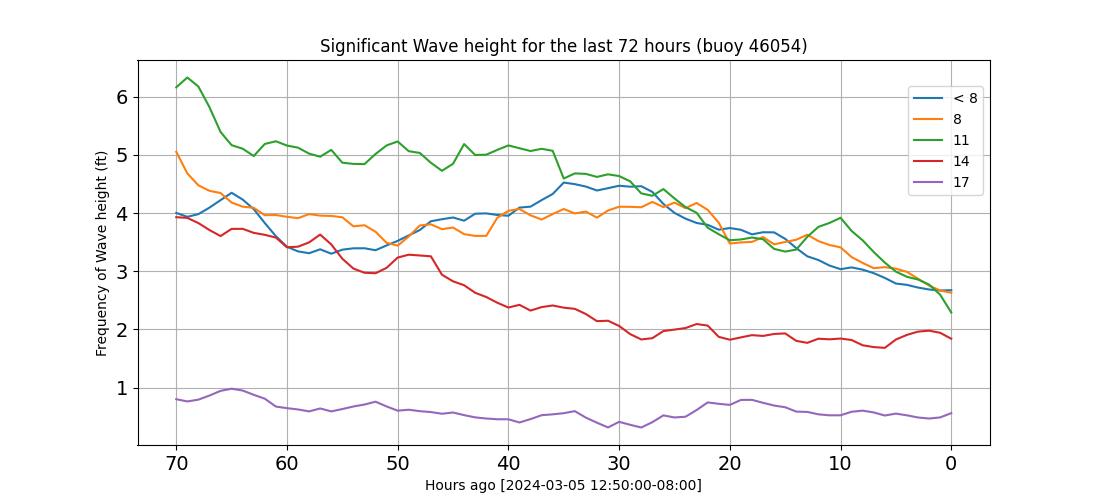 Significant Wave height for the last 72 hours (buoy 46054)
Frequency of Wave height (ft)
6
5
4
3
2
1
< 8
8
11
14
17
70 60 50 40 30 20 10 0
Hours ago [2024-03-05 12:50:00-08:00]